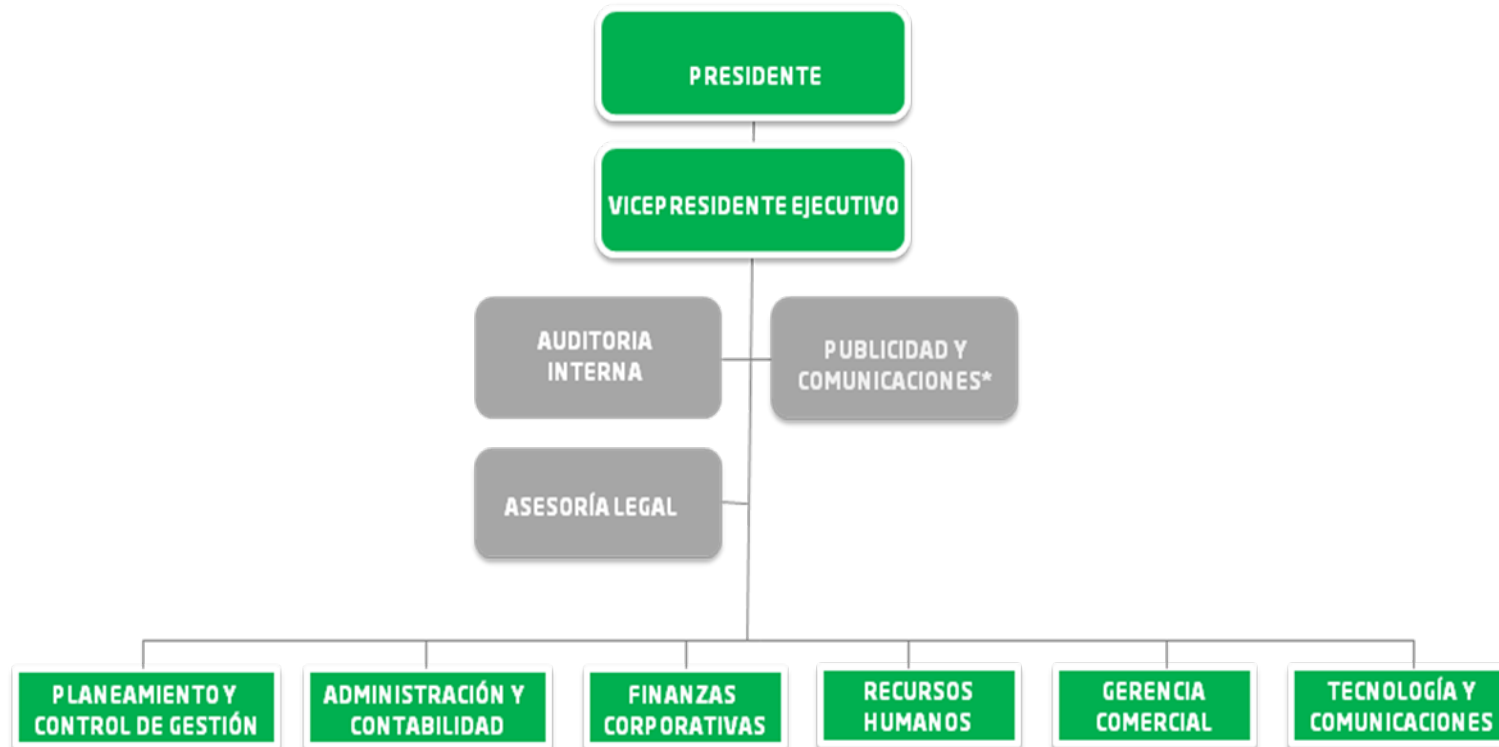 PRESIDENTE
VICEPRESIDENTE EJECUTIVO
AUDITORIA
INTERNA
PUBLICIDAD Y
COMUNICACIONES*
ASESORÍA LEGAL
PLANEAMIENTO Y
CONTROL DE GESTIÓN
ADMINISTRACIÓN Y
CONTABILIDAD
FINANZAS
CORPORATIVAS
RECURSOS
HUMANOS
GERENCIA
COMERCIAL
TECNOLOGÍA Y
COMUNICACIONES